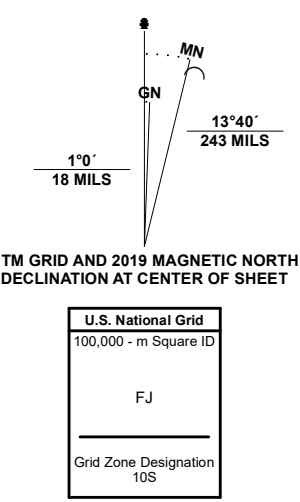 MN
GN
13°40´
243 MILS
1°0´
18 MILS
TM GRID AND 2019 MAGNETIC NORTH
DECLINATION AT CENTER OF SHEET
U.S. National Grid
100,000 - m Square ID
FJ
Grid Zone Designation
10S